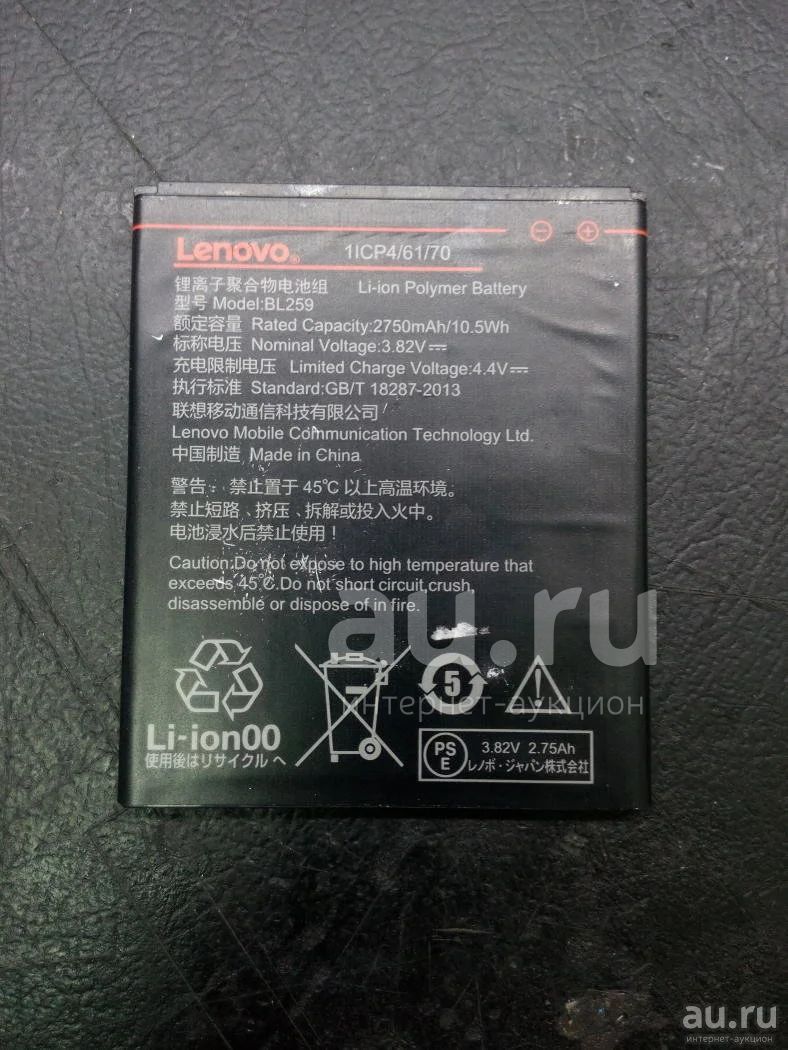 Lenovo® 1ICP4/61/70
锂离子聚合物电池组 Li-ion Polymer Battery
型号 Model:BL259
额定容量 Rated Capacity:2750mAh/10.5Wh
标称电压 Nominal Voltage:3.82V⎓
充电限制电压 Limited Charge Voltage:4.4V⎓
执行标准 Standard:GB/T 18287-2013
联想移动通信科技有限公司
Lenovo Mobile Communication Technology Ltd.
中国制造 Made in China
警告：禁止置于 45℃ 以上高温环境。
禁止短路、挤压、拆解或投入火中。
电池浸水后禁止使用！
Caution:Do not expose to high temperature that
exceeds 45℃.Do not short circuit,crush,
disassemble or dispose of in fire.
au.ru
интернет-аукцион
5
Li-ion00
使用後はリサイクルへ
PS
E
3.82V 2.75Ah
レノボ・ジャパン株式会社
au.ru
интернет-аукцион